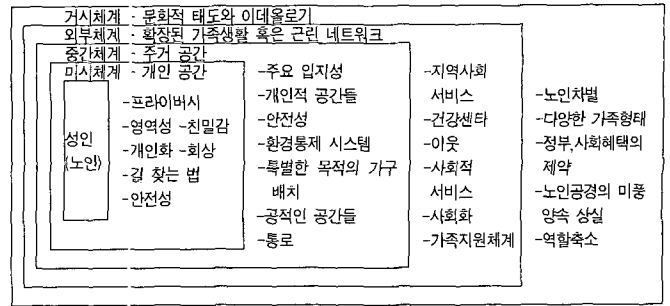 거시체계 - 문화적 태도와 이데올로기
외부체계 - 확장된 가족생활 혹은 근린 네트워크
중간체계 - 주거 공간
미시체계 - 개인 공간
성인
(노인)
-프라이버시
-영역성 -친밀감
-개인화 -회상
-길 찾는 법
-안전성
-주요 입지성
-개인적 공간들
-안전성
-환경통제 시스템
-특별한 목적의 가구
배치
-공적인 공간들
-통로
-지역사회
서비스
-건강센타
-이웃
-사회적
서비스
-사회화
-가족지원체계
-노인차별
-다양한 가족형태
-정부,사회혜택의
제약
-노인공경의 미풍
양속 상실
-역할축소